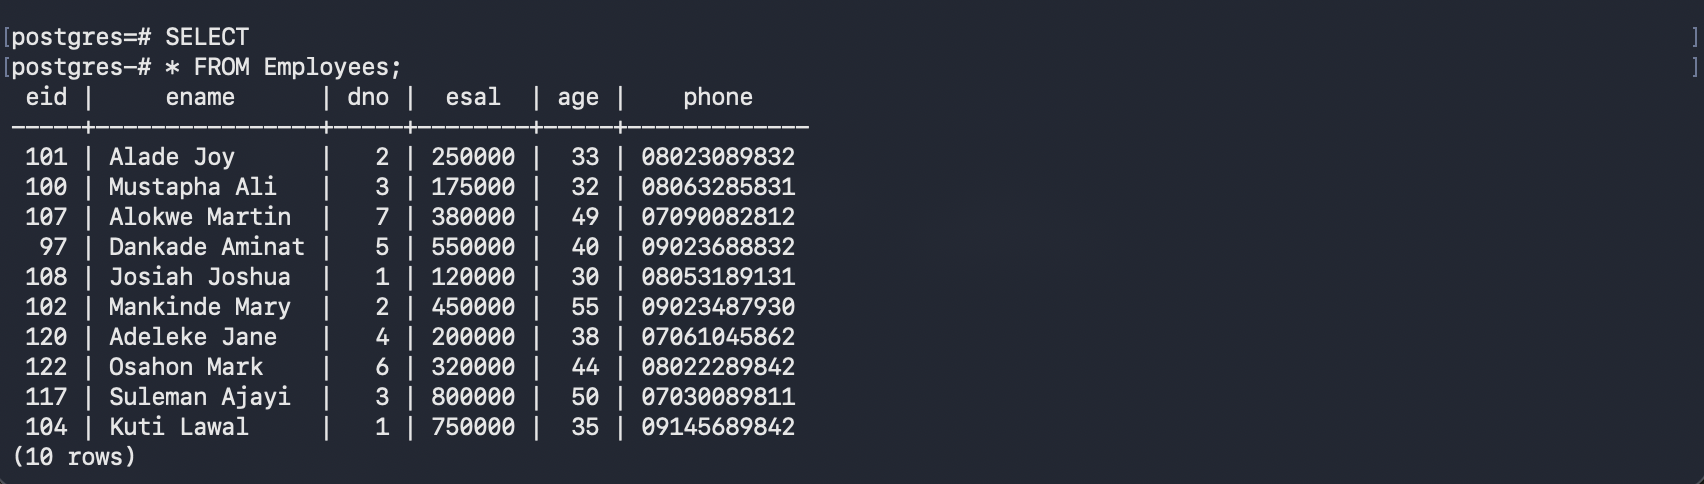 [postgres=# SELECT ]
[postgres-# * FROM Employees; ]
 eid |     ename      | dno |  esal  | age |    phone
-----+----------------+-----+--------+-----+-------------
 101 | Alade Joy      |   2 | 250000 |  33 | 08023089832
 100 | Mustapha Ali   |   3 | 175000 |  32 | 08063285831
 107 | Alokwe Martin  |   7 | 380000 |  49 | 07090082812
  97 | Dankade Aminat |   5 | 550000 |  40 | 09023688832
 108 | Josiah Joshua  |   1 | 120000 |  30 | 08053189131
 102 | Mankinde Mary  |   2 | 450000 |  55 | 09023487930
 120 | Adeleke Jane   |   4 | 200000 |  38 | 07061045862
 122 | Osahon Mark    |   6 | 320000 |  44 | 08022289842
 117 | Suleman Ajayi  |   3 | 800000 |  50 | 07030089811
 104 | Kuti Lawal     |   1 | 750000 |  35 | 09145689842
(10 rows)